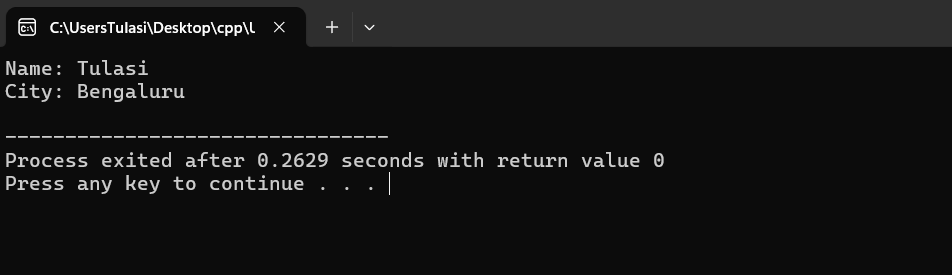 C:\UsersTulasi\Desktop\cpp\U
Name: Tulasi
City: Bengaluru
--------------------------------
Process exited after 0.2629 seconds with return value 0
Press any key to continue . . .